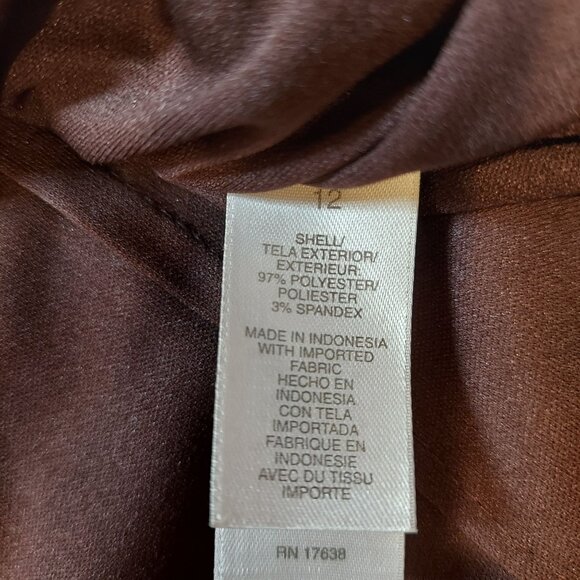 12
SHELL/
TELA EXTERIOR/
EXTERIEUR:
97% POLYESTER/
POLIESTER
3% SPANDEX
MADE IN INDONESIA
WITH IMPORTED
FABRIC
HECHO EN
INDONESIA
CON TELA
IMPORTADA
FABRIQUE EN
INDONESIE
AVEC DU TISSU
IMPORTE
RN 17638